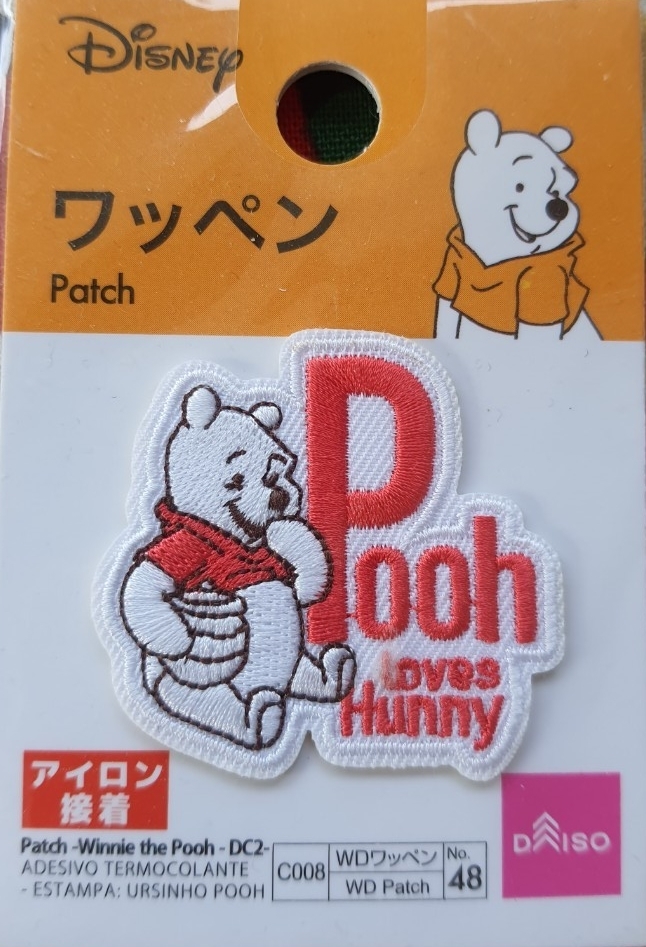 Disney
ワッペン
Patch
Pooh
loves
Hunny
アイロン
接着
Patch -Winnie the Pooh - DC2-
ADESIVO TERMOCOLANTE
- ESTAMPA: URSINHO POOH
C008
WDワッペン
WD Patch
No.
48
DAISO